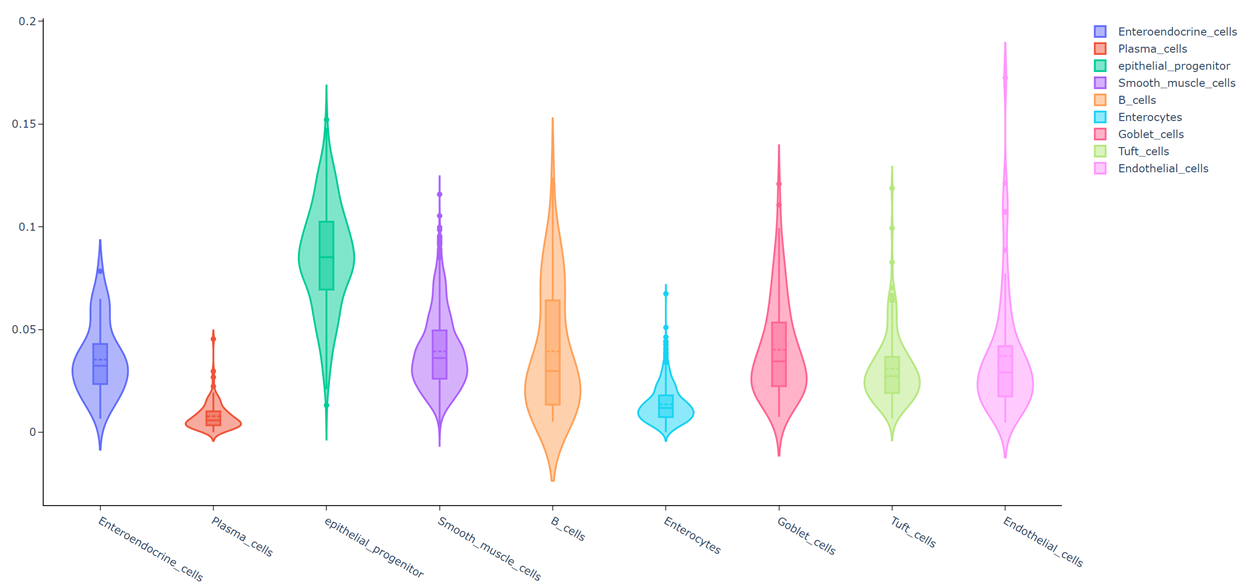 0.2
0.15
0.1
0.05
0
Enteroendocrine_cells
Plasma_cells
epithelial_progenitor
Smooth_muscle_cells
B_cells
Enterocytes
Goblet_cells
Tuft_cells
Endothelial_cells
Enteroendocrine_cells
Plasma_cells
epithelial_progenitor
Smooth_muscle_cells
B_cells
Enterocytes
Goblet_cells
Tuft_cells
Endothelial_cells